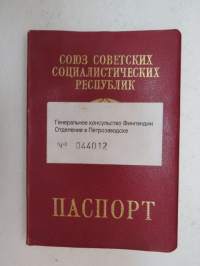 СОЮЗ СОВЕТСКИХ
СОЦИАЛИСТИЧЕСКИХ
РЕСПУБЛИК
Генеральное консульство Финляндии
Отделение в Петрозаводске
№ 044012
ПАСПОРТ